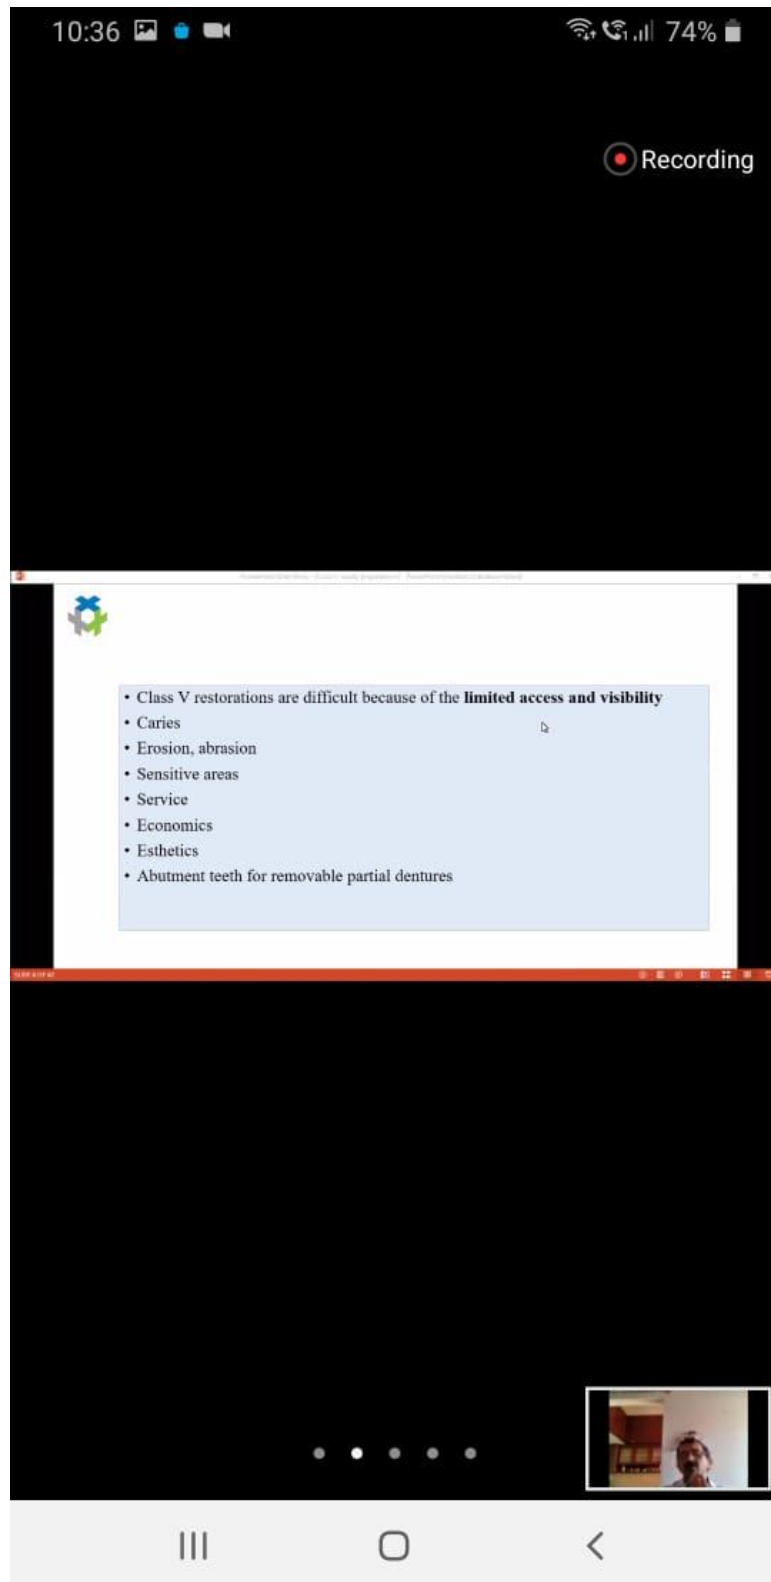 10:36
1
74%
Recording
• Class V restorations are difficult because of the limited access and visibility
• Caries
• Erosion, abrasion
• Sensitive areas
• Service
• Economics
• Esthetics
• Abutment teeth for removable partial dentures